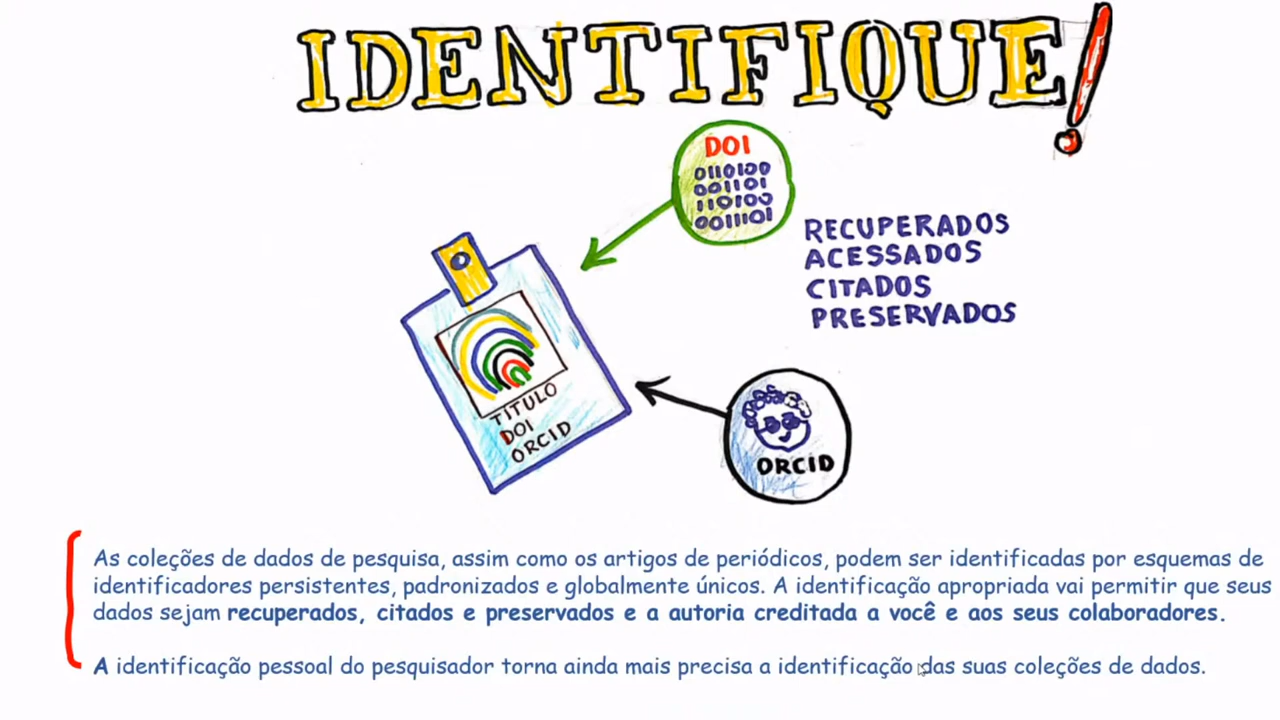 IDENTIFIQUE!
DOI
0110100
001101
110100
0011101
RECUPERADOS
ACESSADOS
CITADOS
PRESERVADOS
TITULO
DOI
ORCID
ORCID
As coleções de dados de pesquisa, assim como os artigos de periódicos, podem ser identificadas por esquemas de
identificadores persistentes, padronizados e globalmente únicos. A identificação apropriada vai permitir que seus
dados sejam recuperados, citados e preservados e a autoria creditada a você e aos seus colaboradores.
A identificação pessoal do pesquisador torna ainda mais precisa a identificação das suas coleções de dados.